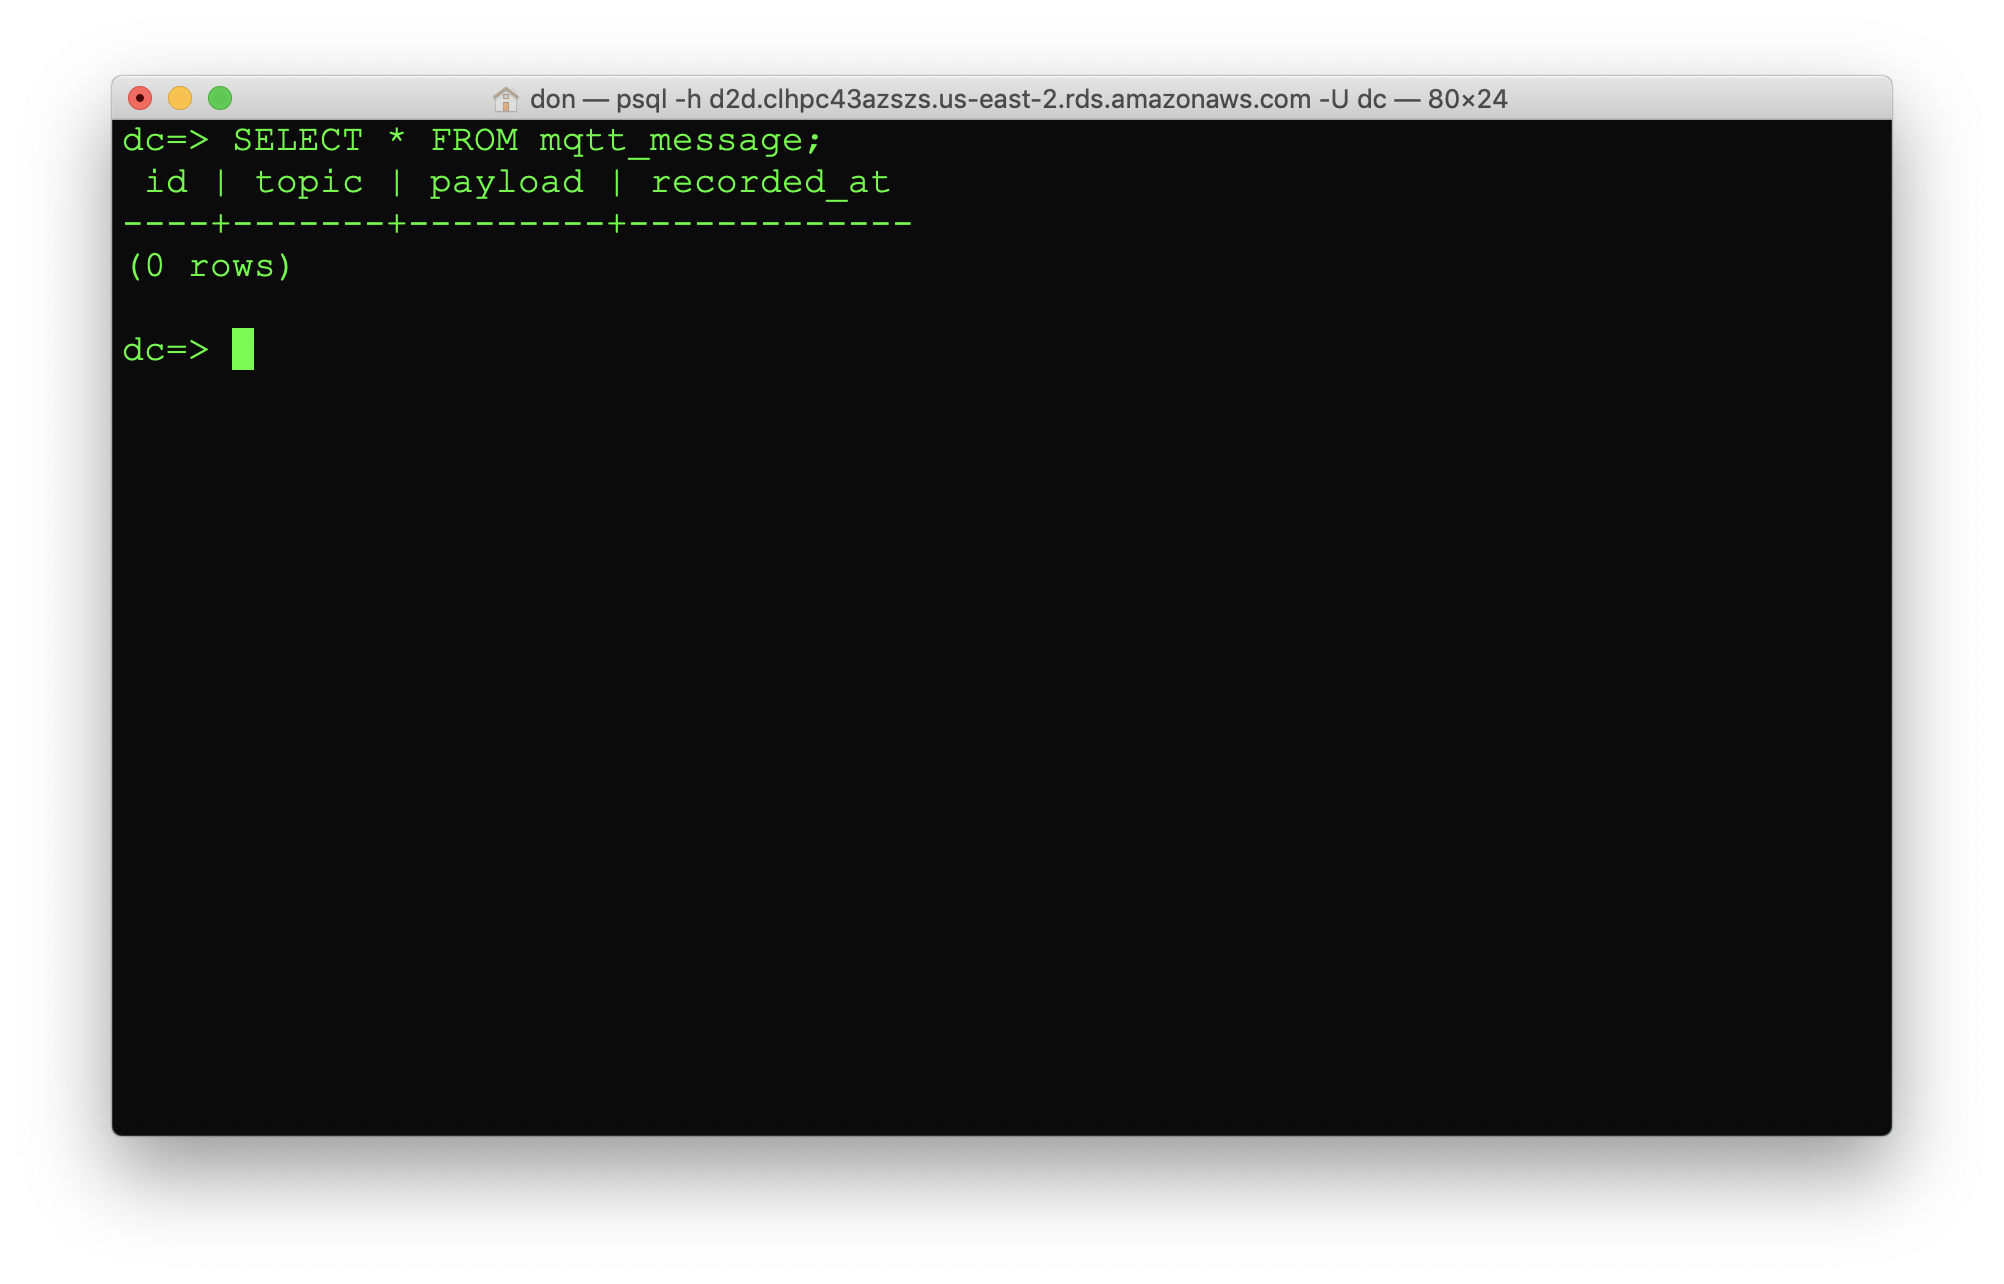 don — psql -h d2d.clhpc43azszs.us-east-2.rds.amazonaws.com -U dc — 80×24
dc=> SELECT * FROM mqtt_message;
 id | topic | payload | recorded_at
----+-------+---------+-------------
(0 rows)
dc=>